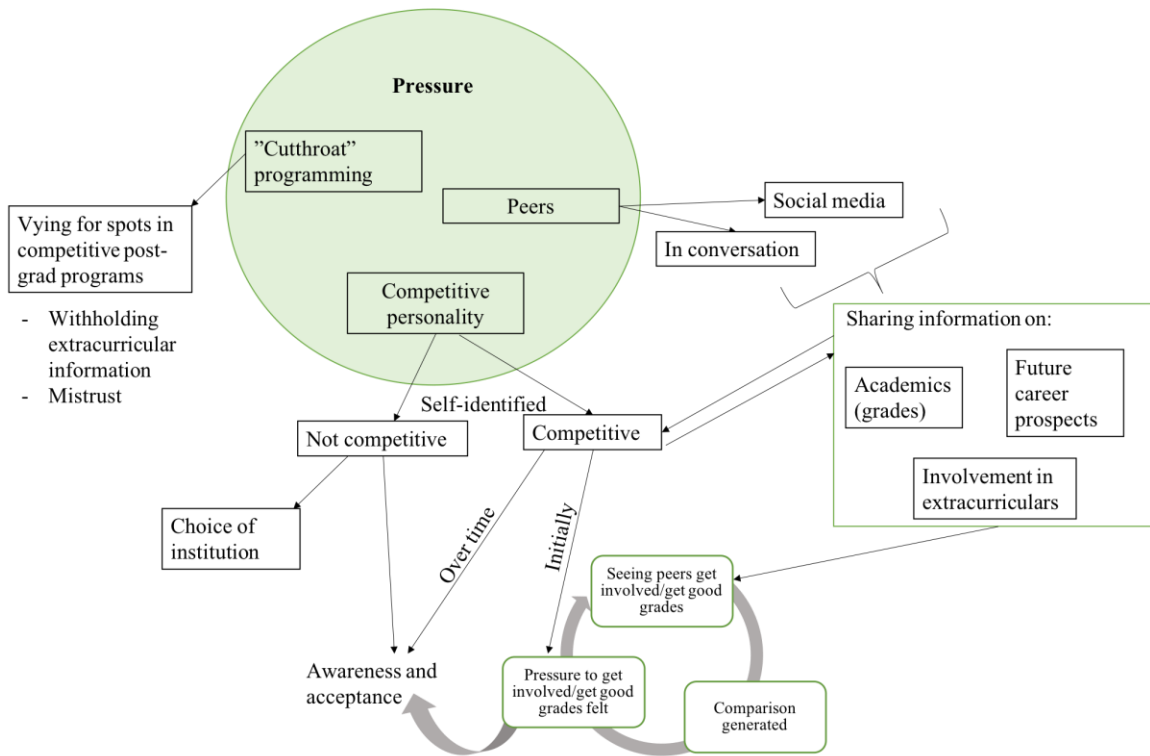 Pressure
”Cutthroat”
programming
Peers
Social media
In conversation
Vying for spots in
competitive post-
grad programs
- Withholding
extracurricular
information
- Mistrust
Competitive
personality
Self-identified
Not competitive
Competitive
Sharing information on:
Academics
(grades)
Future
career
prospects
Involvement in
extracurriculars
Choice of
institution
Over time
Initially
Seeing peers get
involved/get good
grades
Awareness and
acceptance
Pressure to get
involved/get good
grades felt
Comparison
generated